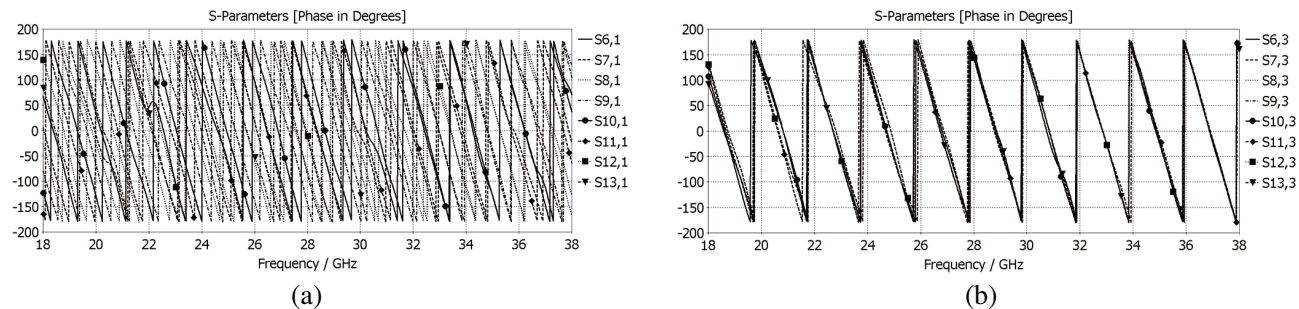 S-Parameters [Phase in Degrees]
200
150
100
50
0
-50
-100
-150
-200
18 20 22 24 26 28 30 32 34 36 38
Frequency / GHz
S6,1
S7,1
S8,1
S9,1
S10,1
S11,1
S12,1
S13,1
(a)
S-Parameters [Phase in Degrees]
200
150
100
50
0
-50
-100
-150
-200
18 20 22 24 26 28 30 32 34 36 38
Frequency / GHz
S6,3
S7,3
S8,3
S9,3
S10,3
S11,3
S12,3
S13,3
(b)